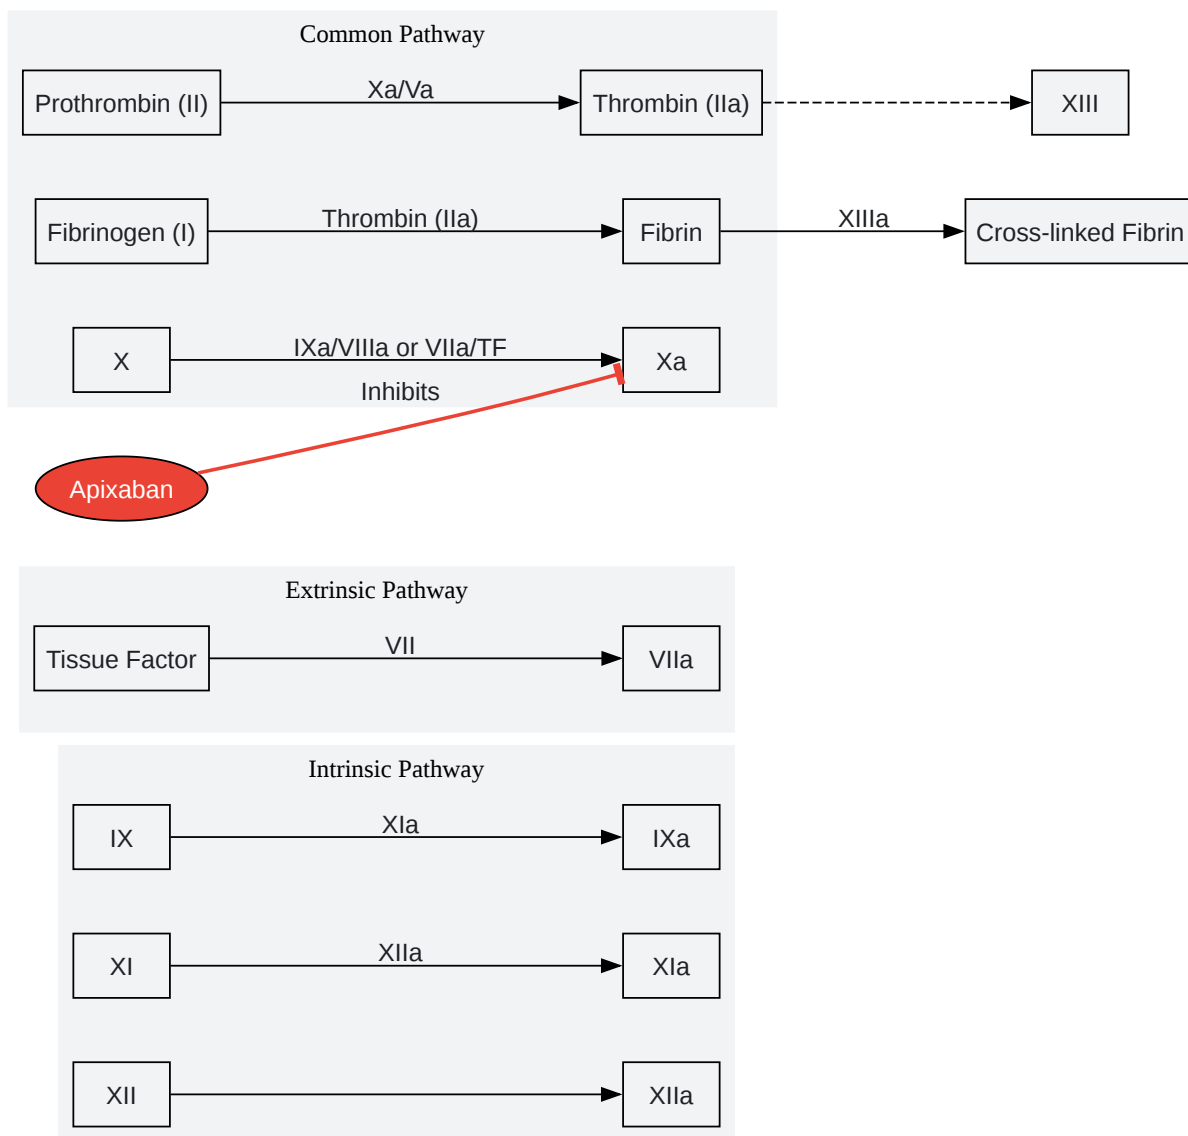 Common Pathway
Prothrombin (II)
Xa/Va
Thrombin (IIa)
XIII
Fibrinogen (I)
Thrombin (IIa)
Fibrin
XIIIa
Cross-linked Fibrin
X
IXa/VIIIa or VIIa/TF
Xa
Inhibits
Apixaban
Extrinsic Pathway
Tissue Factor
VII
VIIa
Intrinsic Pathway
IX
XIa
IXa
XI
XIIa
XIa
XII
XIIa